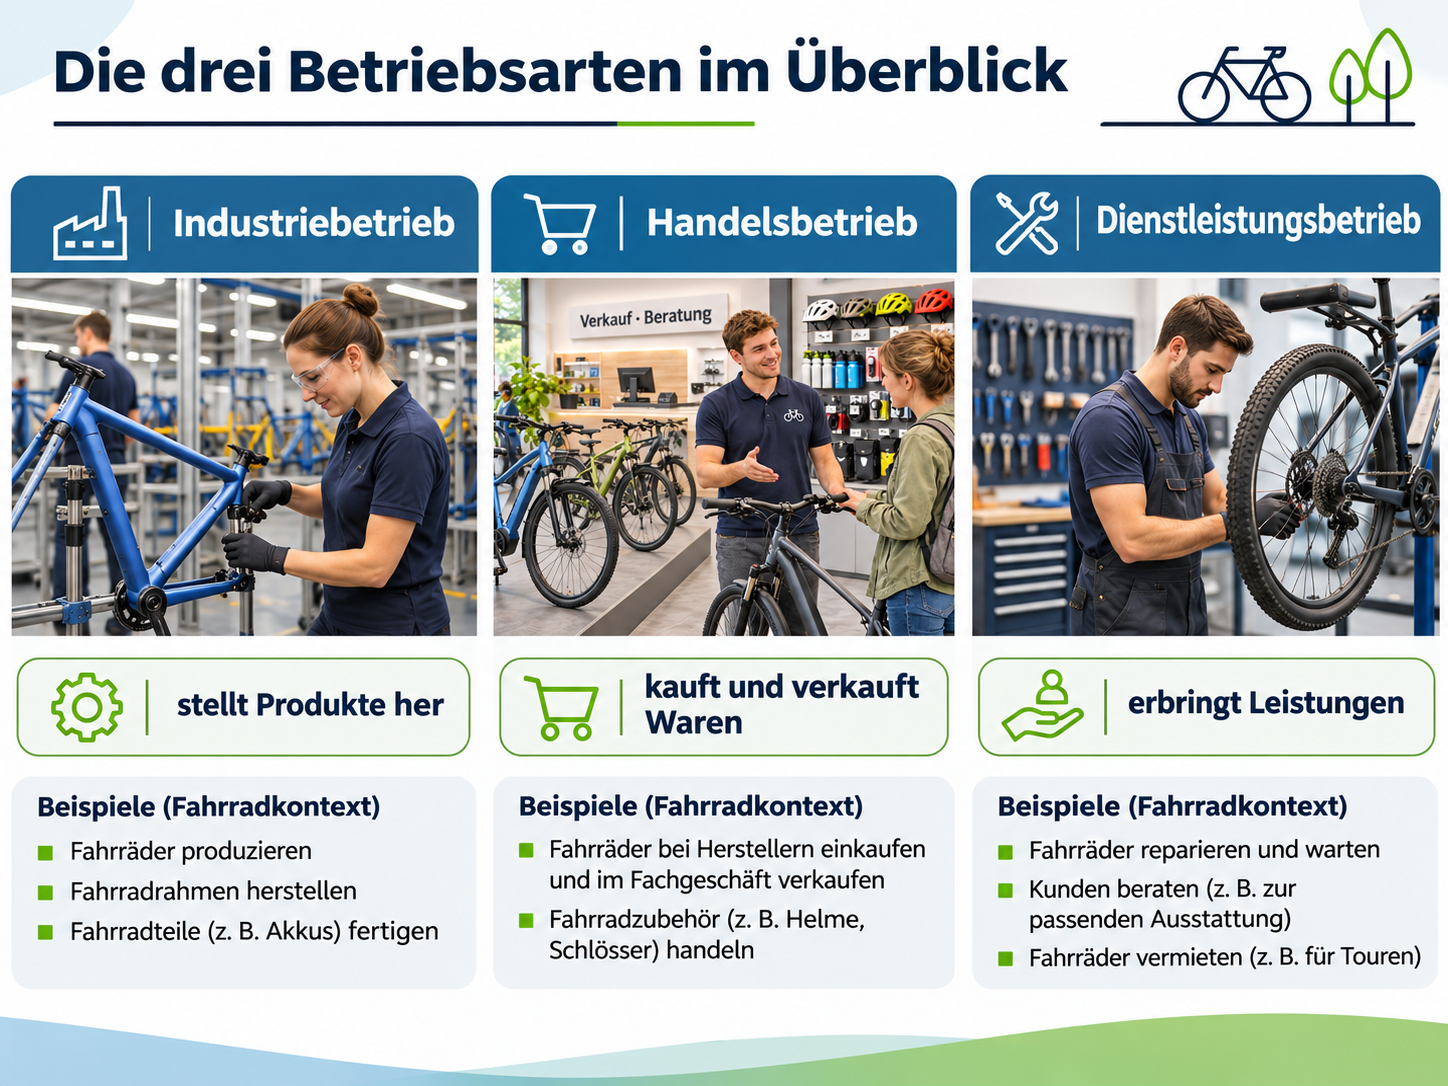 Die drei Betriebsarten im Überblick
Industriebetrieb
Handelsbetrieb
Dienstleistungsbetrieb
Verkauf · Beratung
stellt Produkte her
kauft und verkauft
Waren
erbringt Leistungen
Beispiele (Fahrradkontext)
Fahrräder produzieren
Fahrradrahmen herstellen
Fahrradteile (z. B. Akkus) fertigen
Beispiele (Fahrradkontext)
Fahrräder bei Herstellern einkaufen
und im Fachgeschäft verkaufen
Fahrradzubehör (z. B. Helme,
Schlösser) handeln
Beispiele (Fahrradkontext)
Fahrräder reparieren und warten
Kunden beraten (z. B. zur
passenden Ausstattung)
Fahrräder vermieten (z. B. für Touren)